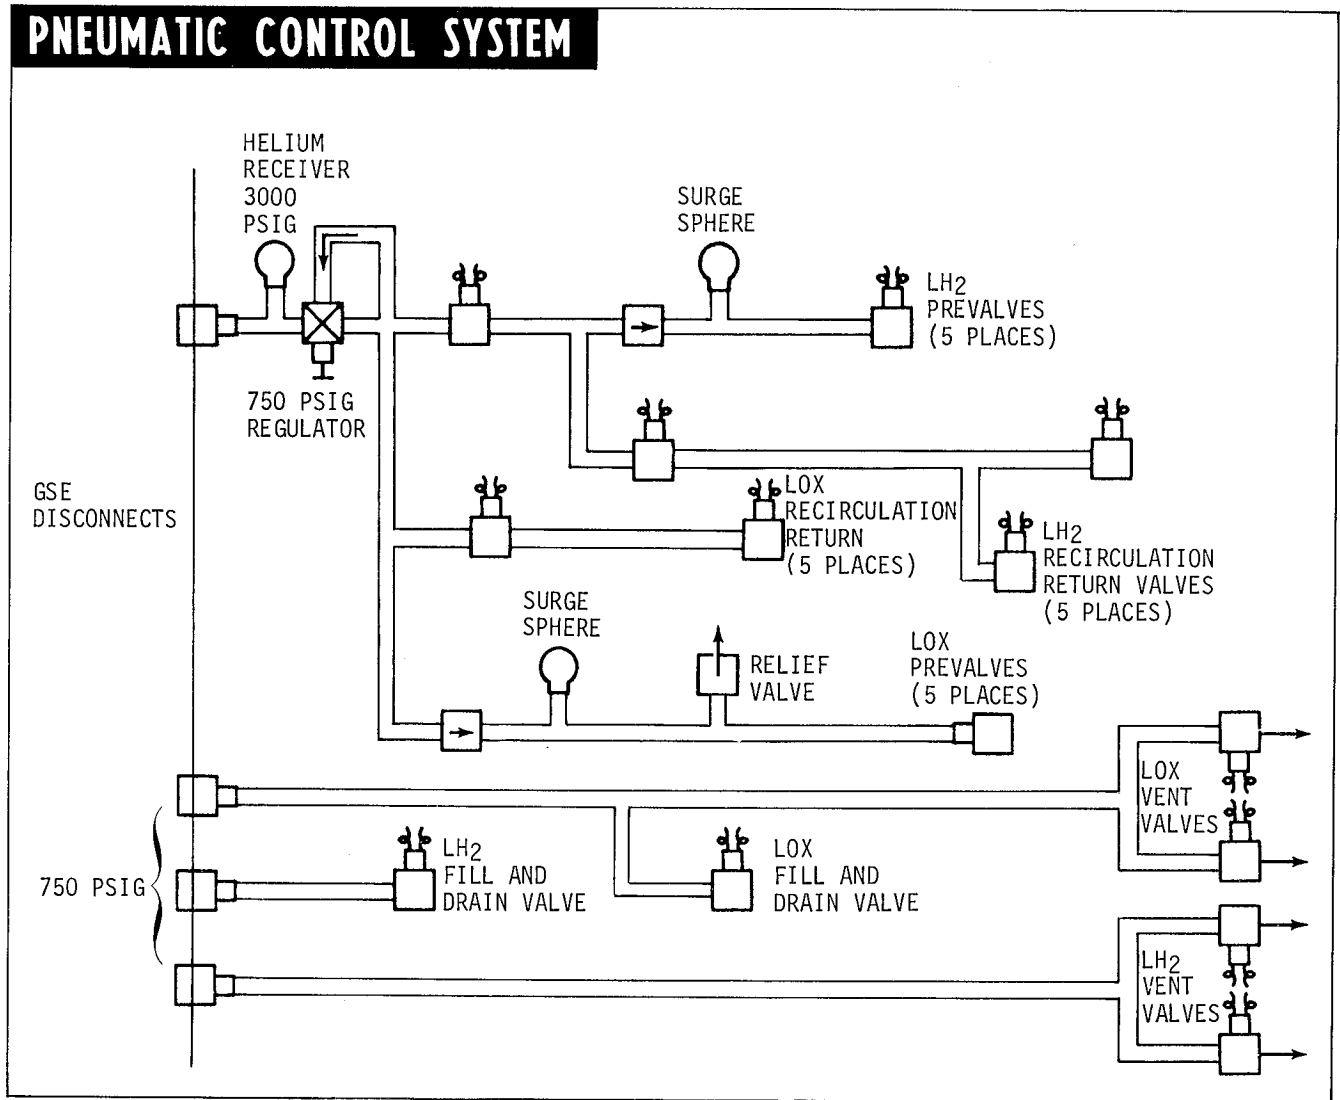 PNEUMATIC CONTROL SYSTEM
HELIUM
RECEIVER
3000
PSIG
SURGE
SPHERE
LH2
PREVALVES
(5 PLACES)
750 PSIG
REGULATOR
GSE
DISCONNECTS
LOX
RECIRCULATION
RETURN
(5 PLACES)
LH2
RECIRCULATION
RETURN VALVES
(5 PLACES)
SURGE
SPHERE
RELIEF
VALVE
LOX
PREVALVES
(5 PLACES)
LOX
VENT
VALVES
750 PSIG
LH2
FILL AND
DRAIN VALVE
LOX
FILL AND
DRAIN VALVE
LH2
VENT
VALVES